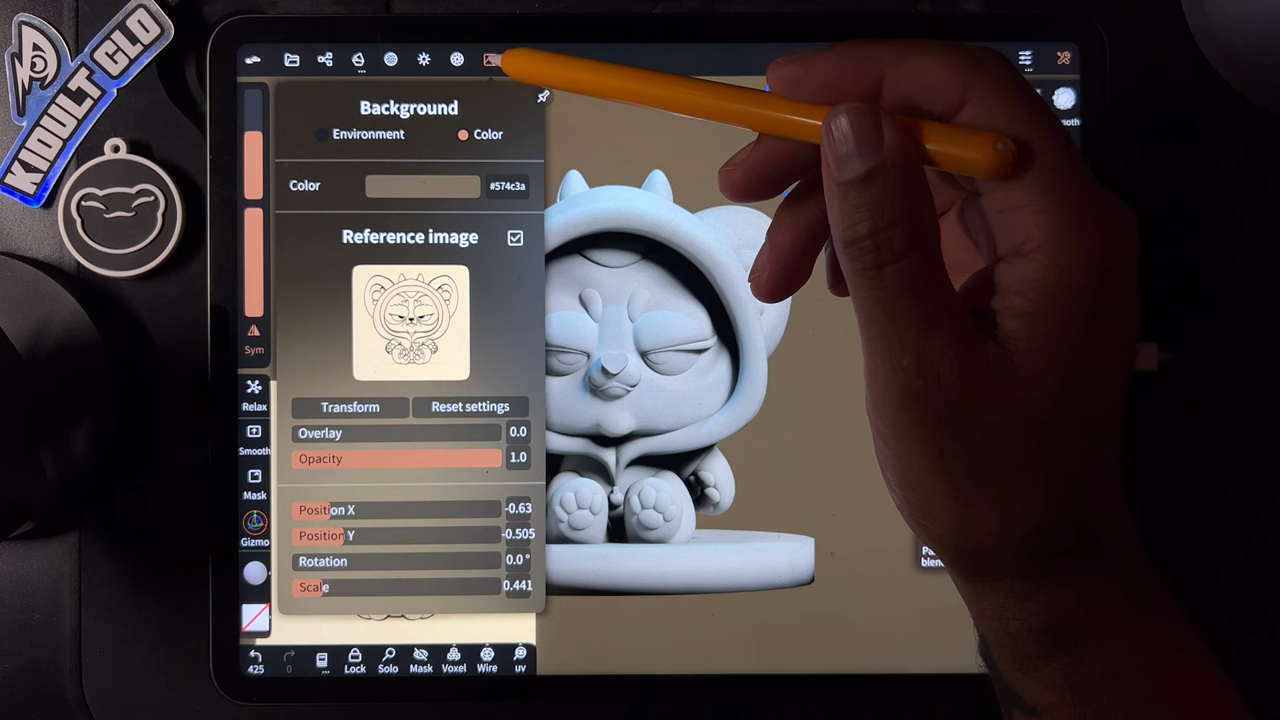 KIDULT CLO
Background
Environment
Color
Color
#574c3a
Reference image
Transform
Reset settings
Overlay
0.0
Opacity
1.0
Position X
-0.63
Position Y
-0.505
Rotation
0.0 °
Scale
0.441
Sym
Relax
Smooth
Mask
Gizmo
425
0
Lock
Solo
Mask
Voxel
Wire
uv